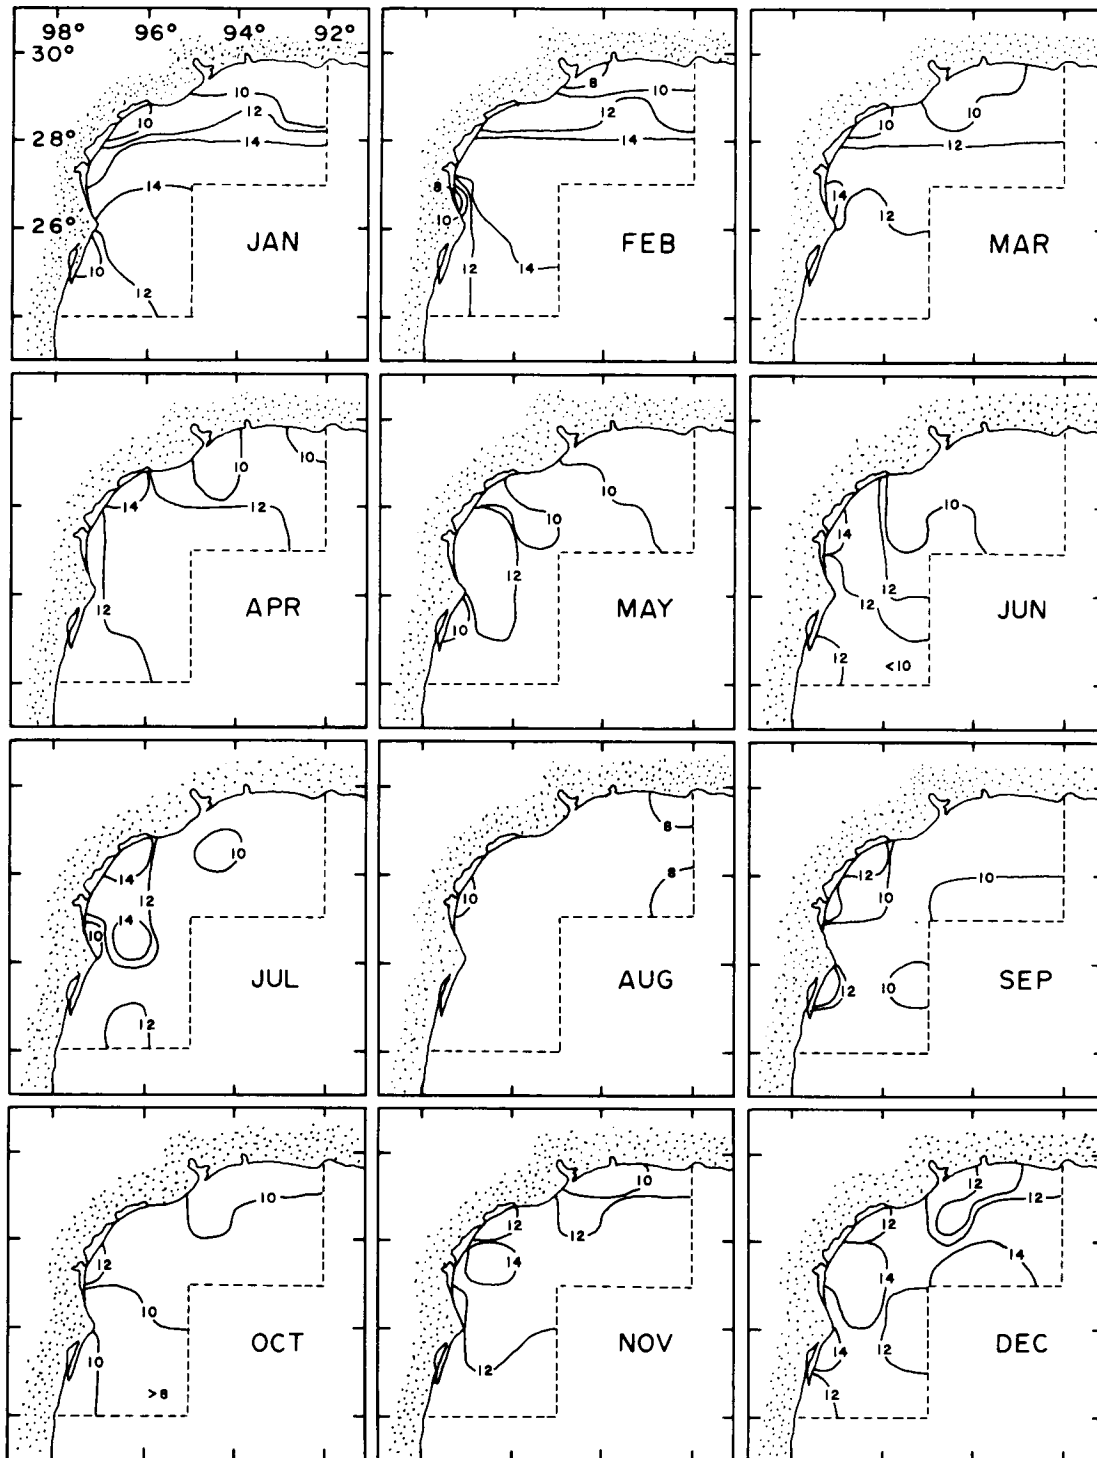 98° 96° 94° 92°
30°
28°
26°
10 10 12 14 14 10 12
JAN
8 10 12 14 8 10 12 14
FEB
10 10 12 14 12
MAR
14 10 10 12 12
APR
10 10 12 10
MAY
14 10 12 12 12 <10
JUN
14 10 12 14 10 12
JUL
8 8 10
AUG
12 10 10 12 10
SEP
10 12 10 10 >8
OCT
10 12 12 14 12
NOV
12 12 12 14 14 14 12 12
DEC